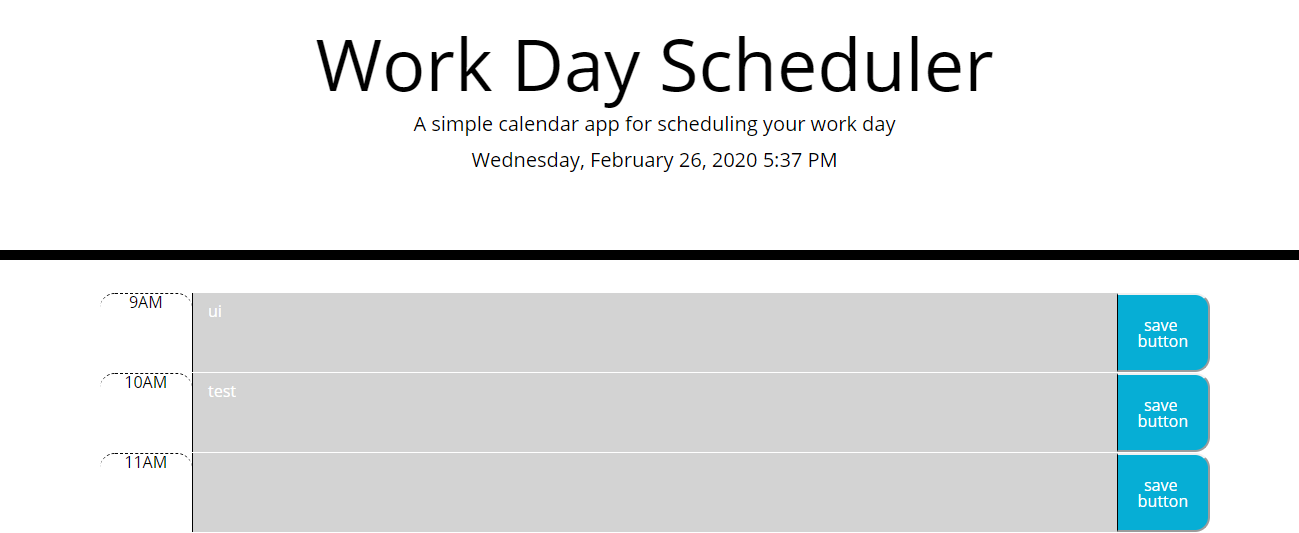 Work Day Scheduler
A simple calendar app for scheduling your work day
Wednesday, February 26, 2020 5:37 PM
9AM
ui
save
button
10AM
test
save
button
11AM
save
button